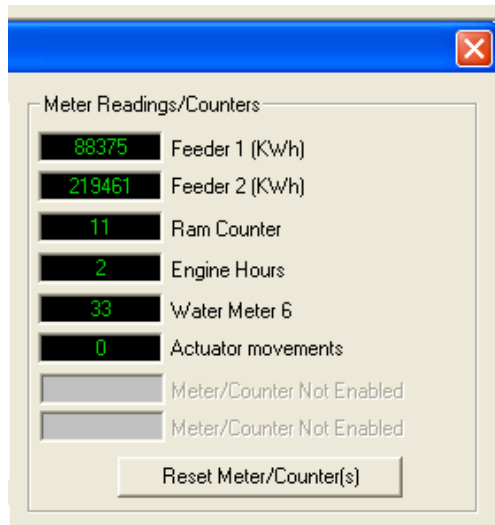 Meter Readings/Counters
88375 Feeder 1 (KWh)
219461 Feeder 2 (KWh)
11 Ram Counter
2 Engine Hours
33 Water Meter 6
0 Actuator movements
Meter/Counter Not Enabled
Meter/Counter Not Enabled
Reset Meter/Counter(s)